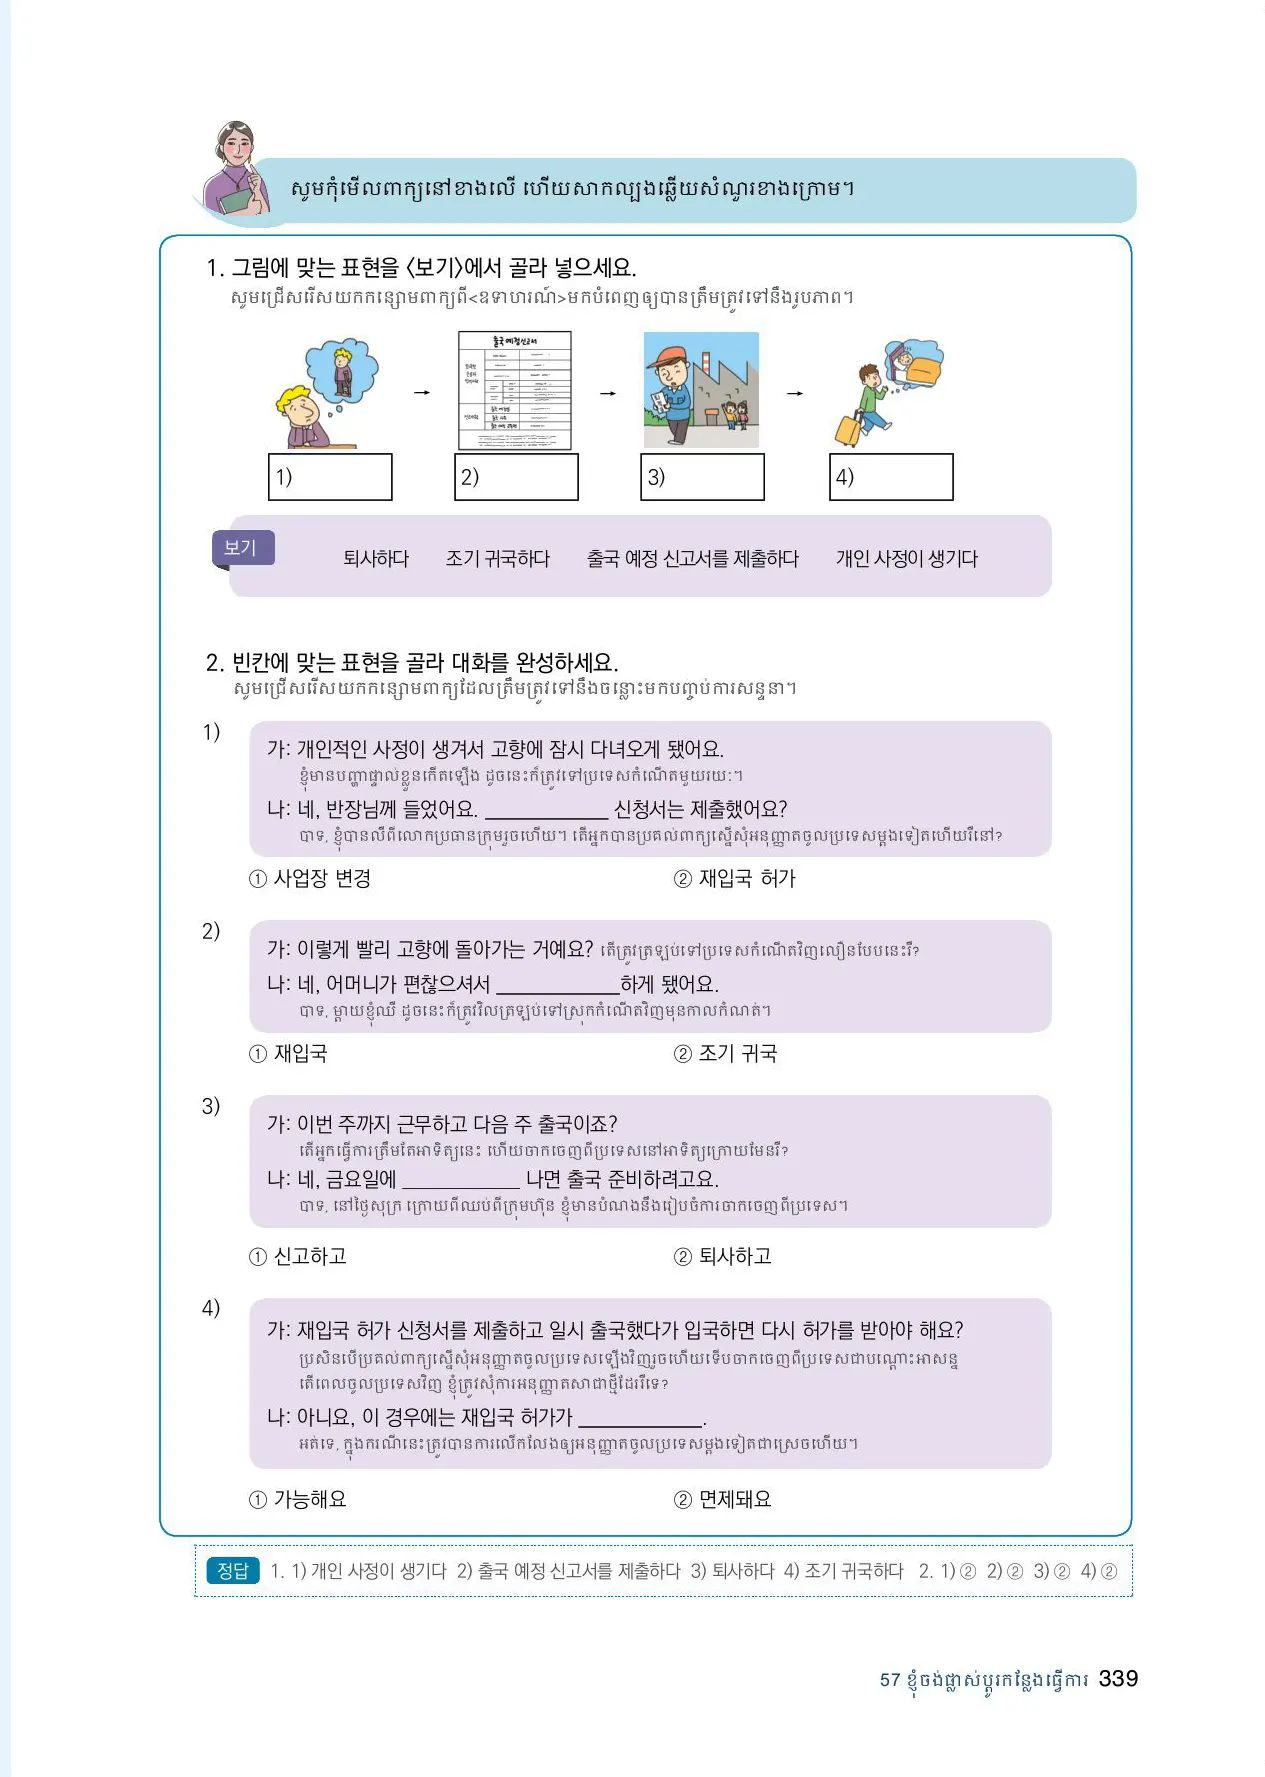 សូមកុំមើលពាក្យនៅខាងលើ ហើយសាកល្បងឆ្លើយសំណួរខាងក្រោម។
1. 그림에 맞는 표현을 <보기>에서 골라 넣으세요.
សូមជ្រើសរើសយកកន្សោមពាក្យពី<ឧទាហរណ៍>មកបំពេញឲ្យបានត្រឹមត្រូវទៅនឹងរូបភាព។
출국 예정 신고서
1)
2)
3)
4)
보기
퇴사하다 조기 귀국하다 출국 예정 신고서를 제출하다 개인 사정이 생기다
2. 빈칸에 맞는 표현을 골라 대화를 완성하세요.
សូមជ្រើសរើសយកកន្សោមពាក្យដែលត្រឹមត្រូវទៅនឹងចន្លោះមកបញ្ចប់ការសន្ទនា។
1)
가: 개인적인 사정이 생겨서 고향에 잠시 다녀오게 됐어요.
ខ្ញុំមានបញ្ហាផ្ទាល់ខ្លួនកើតឡើង ដូចនេះក៏ត្រូវទៅប្រទេសកំណើតមួយរយៈ។
나: 네, 반장님께 들었어요. ____________ 신청서는 제출했어요?
បាទ, ខ្ញុំបានលឺពីលោកប្រធានក្រុមរួចហើយ។ តើអ្នកបានប្រគល់ពាក្យស្នើសុំអនុញ្ញាតចូលប្រទេសម្ដងទៀតហើយរឺនៅ?
① 사업장 변경
② 재입국 허가
2)
가: 이렇게 빨리 고향에 돌아가는 거예요? តើត្រូវត្រឡប់ទៅប្រទេសកំណើតវិញលឿនបែបនេះរឺ?
나: 네, 어머니가 편찮으셔서 ____________하게 됐어요.
បាទ, ម្ដាយខ្ញុំឈឺ ដូចនេះក៏ត្រូវវិលត្រឡប់ទៅស្រុកកំណើតវិញមុនកាលកំណត់។
① 재입국
② 조기 귀국
3)
가: 이번 주까지 근무하고 다음 주 출국이죠?
តើអ្នកធ្វើការត្រឹមតែអាទិត្យនេះ ហើយចាកចេញពីប្រទេសនៅអាទិត្យក្រោយមែនរឺ?
나: 네, 금요일에 ____________ 나면 출국 준비하려고요.
បាទ, នៅថ្ងៃសុក្រ ក្រោយពីឈប់ពីក្រុមហ៊ុន ខ្ញុំមានបំណងនឹងរៀបចំការចាកចេញពីប្រទេស។
① 신고하고
② 퇴사하고
4)
가: 재입국 허가 신청서를 제출하고 일시 출국했다가 입국하면 다시 허가를 받아야 해요?
ប្រសិនបើប្រគល់ពាក្យស្នើសុំអនុញ្ញាតចូលប្រទេសឡើងវិញរួចហើយទើបចាកចេញពីប្រទេសជាបណ្ដោះអាសន្ន
តើពេលចូលប្រទេសវិញ ខ្ញុំត្រូវសុំការអនុញ្ញាតសាជាថ្មីដែររឺទេ?
나: 아니요, 이 경우에는 재입국 허가가 ____________.
អត់ទេ, ក្នុងករណីនេះត្រូវបានការលើកលែងឲ្យអនុញ្ញាតចូលប្រទេសម្ដងទៀតជាស្រេចហើយ។
① 가능해요
② 면제돼요
정답 1. 1) 개인 사정이 생기다 2) 출국 예정 신고서를 제출하다 3) 퇴사하다 4) 조기 귀국하다 2. 1) ② 2) ② 3) ② 4) ②
57 ខ្ញុំចង់ផ្លាស់ប្ដូរកន្លែងធ្វើការ 339